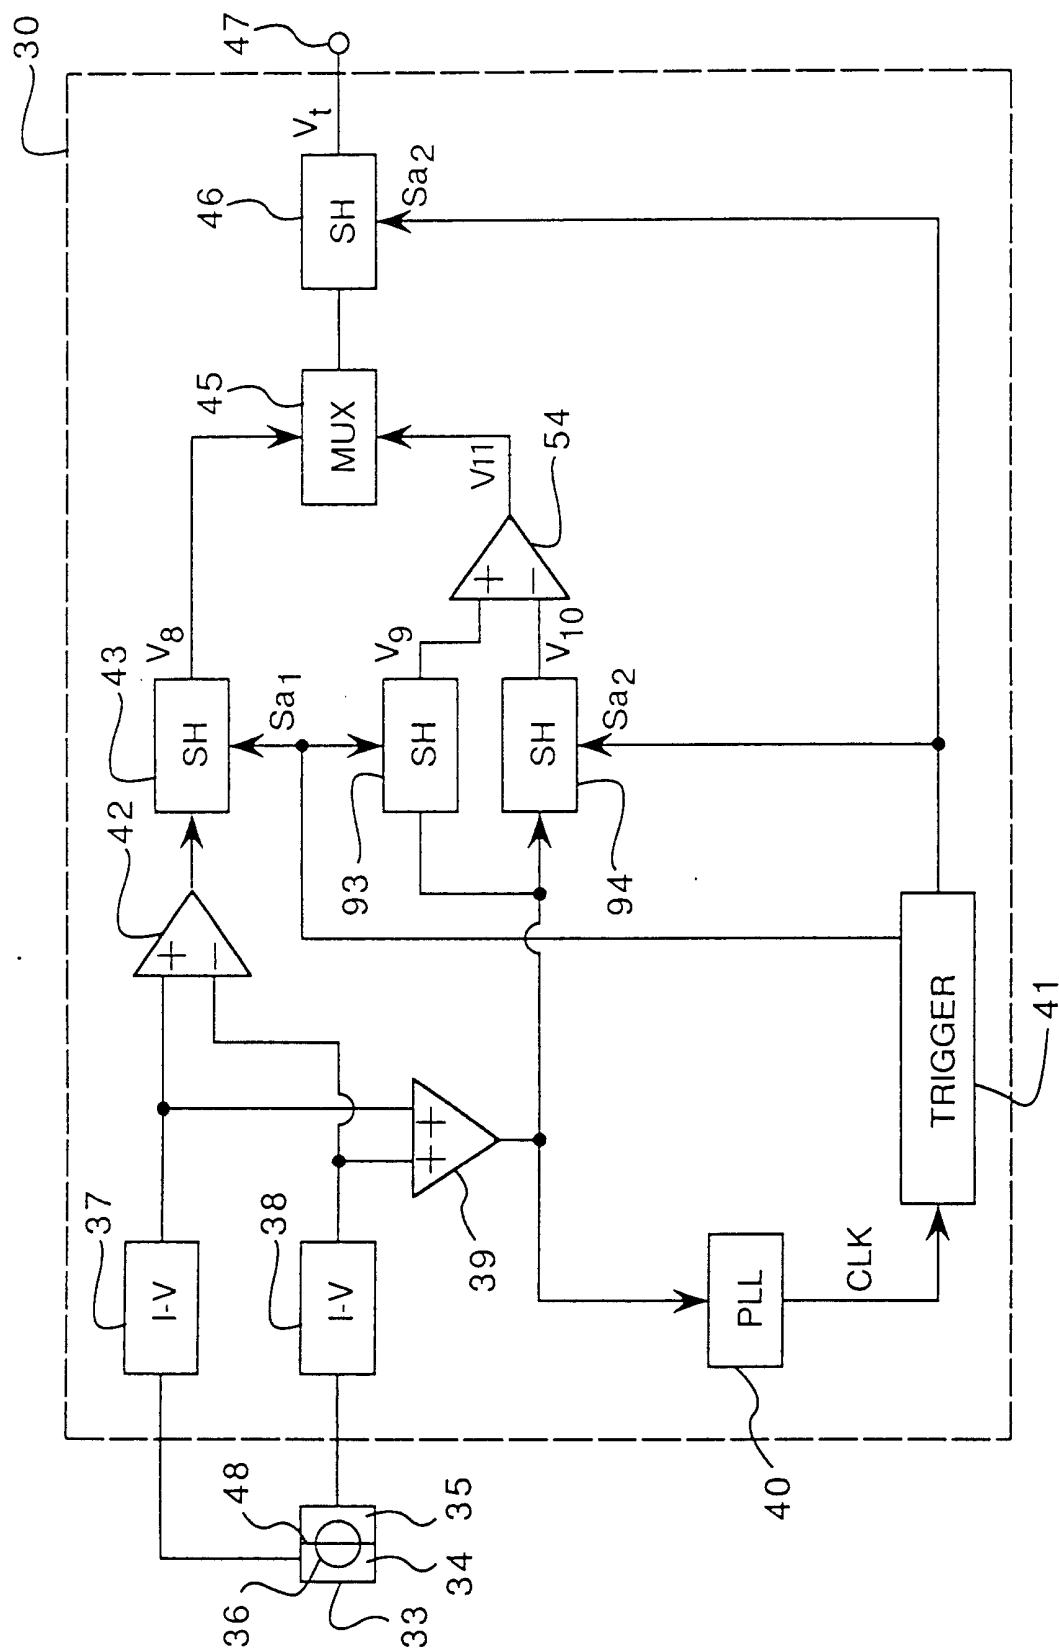 30
47
Vt
46
SH
Sa2
45
MUX
V11
54
+
−
V8
43
SH
Sa1
V9
93
SH
V10
94
SH
Sa2
42
+
−
37
I-V
38
I-V
39
+
+
40
PLL
CLK
TRIGGER
41
48
36
35
34
33